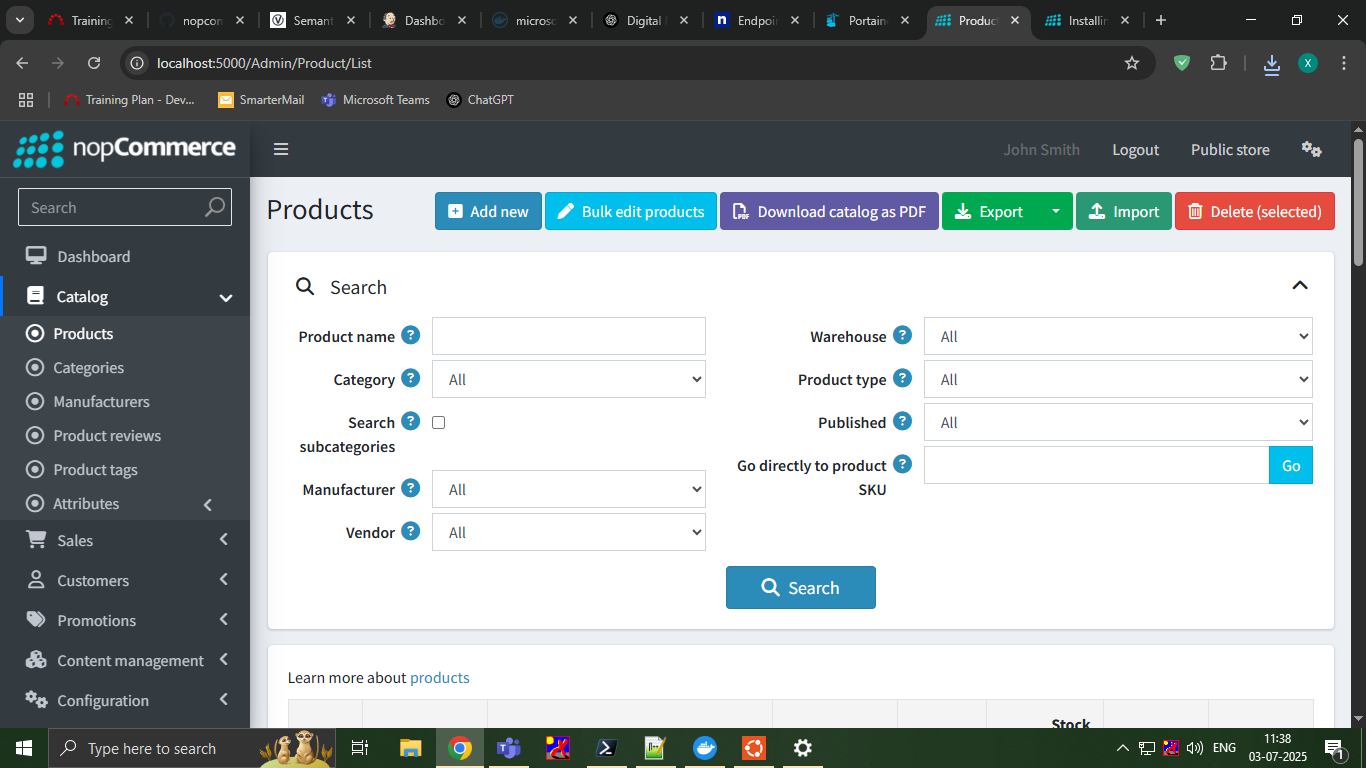 Training
nopcon
Semant
Dashbo
microso
Digital
Endpoin
Portain
Produc
Installin
localhost:5000/Admin/Product/List
X
Training Plan - Dev...
SmarterMail
Microsoft Teams
ChatGPT
nopCommerce
John Smith
Logout
Public store
Search
Dashboard
Catalog
Products
Categories
Manufacturers
Product reviews
Product tags
Attributes
Sales
Customers
Promotions
Content management
Configuration
Products
Add new
Bulk edit products
Download catalog as PDF
Export
Import
Delete (selected)
Search
Product name
Category
All
Search
subcategories
Manufacturer
All
Vendor
All
Warehouse
All
Product type
All
Published
All
Go directly to product
SKU
Go
Search
Learn more about products
Stock
Type here to search
ENG
11:38
03-07-2025
1